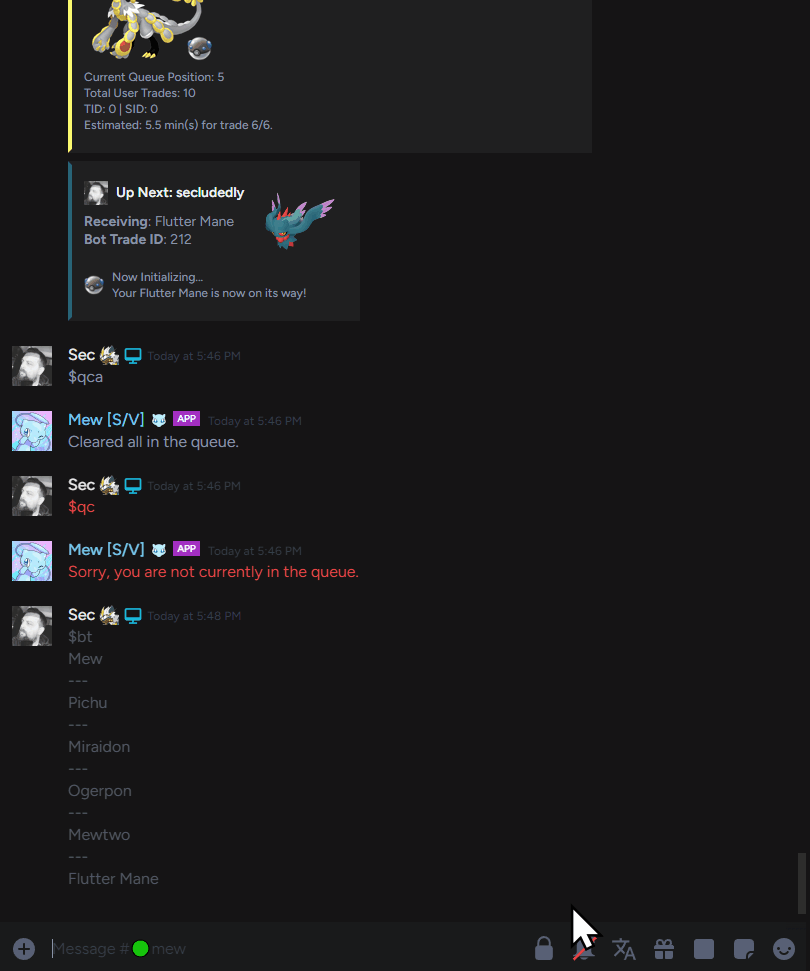 Current Queue Position: 5
Total User Trades: 10
TID: 0 | SID: 0
Estimated: 5.5 min(s) for trade 6/6.
Up Next: secludedly
Receiving: Flutter Mane
Bot Trade ID: 212
Now Initializing...
Your Flutter Mane is now on its way!
Sec Today at 5:46 PM
$qca
Mew [S/V] APP Today at 5:46 PM
Cleared all in the queue.
Sec Today at 5:46 PM
$qc
Mew [S/V] APP Today at 5:46 PM
Sorry, you are not currently in the queue.
Sec Today at 5:48 PM
$bt
Mew
---
Pichu
---
Miraidon
---
Ogerpon
---
Mewtwo
---
Flutter Mane
Message # mew